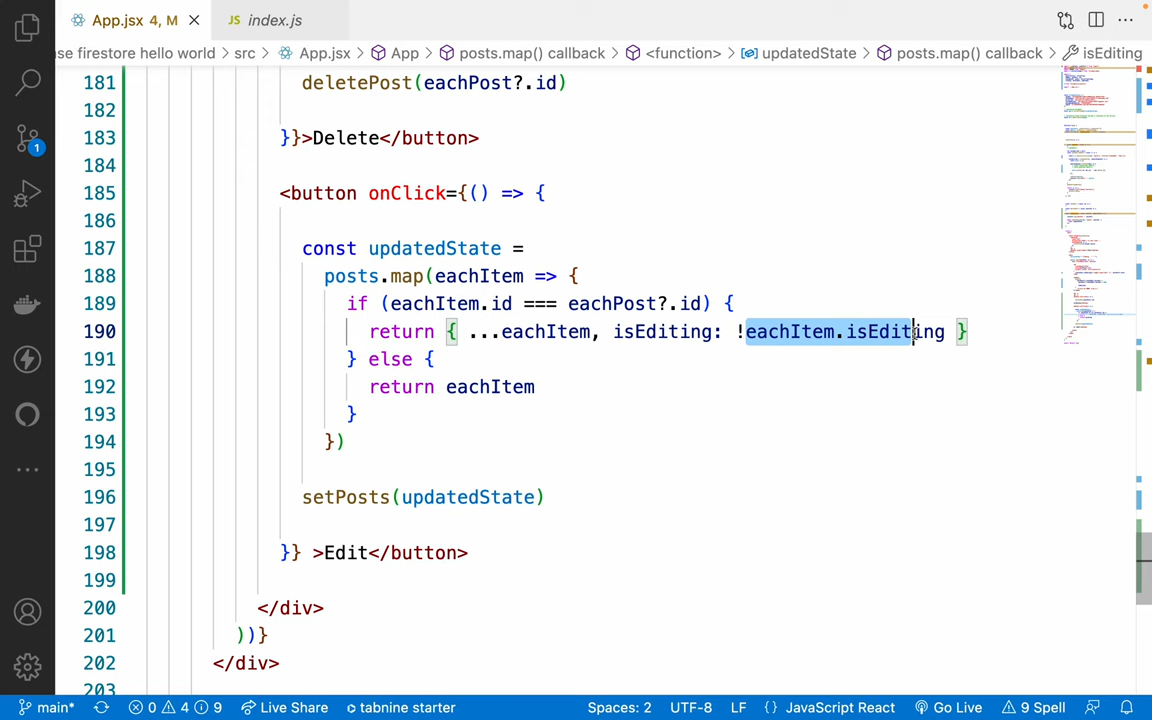 App.jsx 4, M
JS index.js
se firestore hello world > src > App.jsx > App > posts.map() callback > <function> > updatedState > posts.map() callback > isEditing
181 deletePost(eachPost?.id)
182
183 }}>Delete</button>
184
185 <button onClick={() => {
186
187 const updatedState =
188 posts.map(eachItem => {
189 if (eachItem.id === eachPost?.id) {
190 return { ...eachItem, isEditing: !eachItem.isEditing }
191 } else {
192 return eachItem
193 }
194 })
195
196 setPosts(updatedState)
197
198 }} >Edit</button>
199
200 </div>
201 ))}
202 </div>
203
1
main* 0 4 9 Live Share tabnine starter Spaces: 2 UTF-8 LF {} JavaScript React Go Live 9 Spell